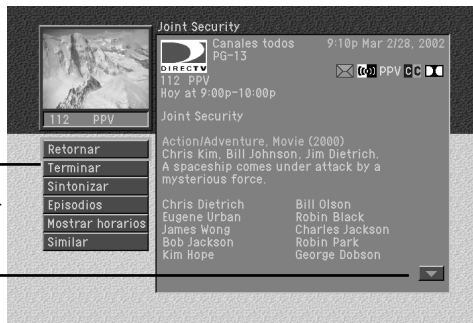 Joint Security
Canales todos 9:10p Mar 2/28, 2002
PG-13
DIRECTV
PPV CC
112 PPV
Hoy at 9:00p-10:00p
Joint Security
Action/Adventure, Movie (2000)
Chris Kim, Bill Johnson, Jim Dietrich.
A spaceship comes under attack by a
mysterious force.
Chris Dietrich Bill Olson
Eugene Urban Robin Black
James Wong Charles Jackson
Bob Jackson Robin Park
Kim Hope George Dobson
112 PPV
Retornar
Terminar
Sintonizar
Episodios
Mostrar horarios
Similar